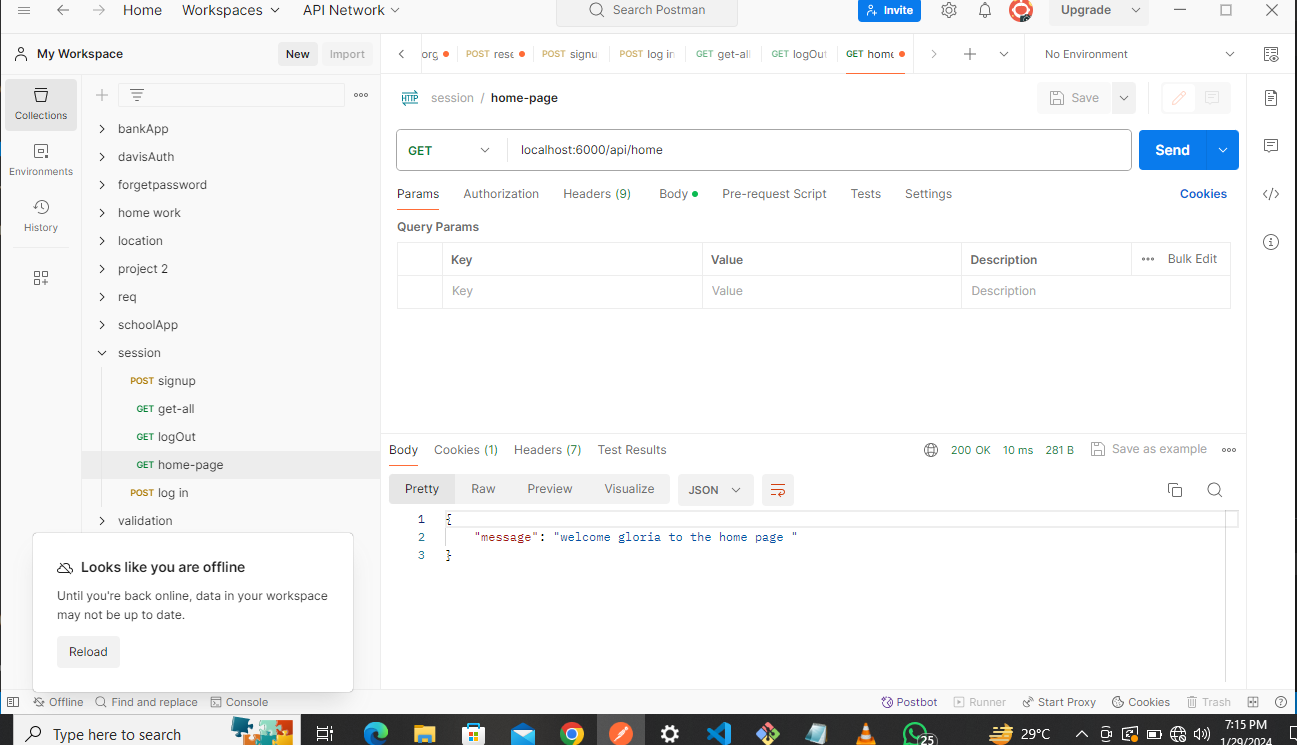 Home
Workspaces
API Network
Search Postman
Invite
Upgrade
My Workspace
New
Import
POST rese
POST signu
POST log in
GET get-all
GET logOut
GET home
No Environment
Collections
Environments
History
bankApp
davisAuth
forgetpassword
home work
location
project 2
req
schoolApp
session
POST signup
GET get-all
GET logOut
GET home-page
POST log in
validation
HTTP session / home-page
Save
GET
localhost:6000/api/home
Send
Params
Authorization
Headers (9)
Body
Pre-request Script
Tests
Settings
Cookies
Query Params
Key
Value
Description
Bulk Edit
Key
Value
Description
Body
Cookies (1)
Headers (7)
Test Results
200 OK
10 ms
281 B
Save as example
Pretty
Raw
Preview
Visualize
JSON
1 {
2 "message": "welcome gloria to the home page "
3 }
Looks like you are offline
Until you're back online, data in your workspace
may not be up to date.
Reload
Offline
Find and replace
Console
Postbot
Runner
Start Proxy
Cookies
Trash
Type here to search
25
29°C
7:15 PM
1/29/2024